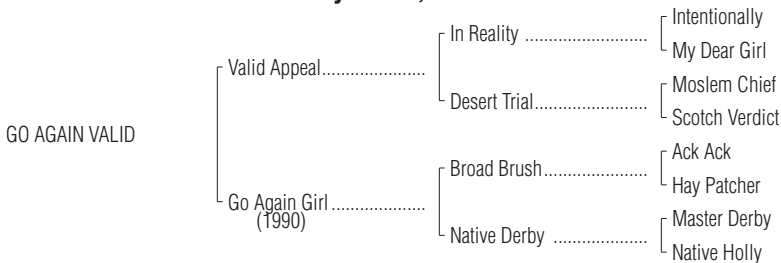 In Reality ..............................
Intentionally
My Dear Girl
Valid Appeal......................
Desert Trial.........................
Moslem Chief
Scotch Verdict
GO AGAIN VALID
Broad Brush......................
Ack Ack
Hay Patcher
Go Again Girl ....................
(1990)
Native Derby ....................
Master Derby
Native Holly